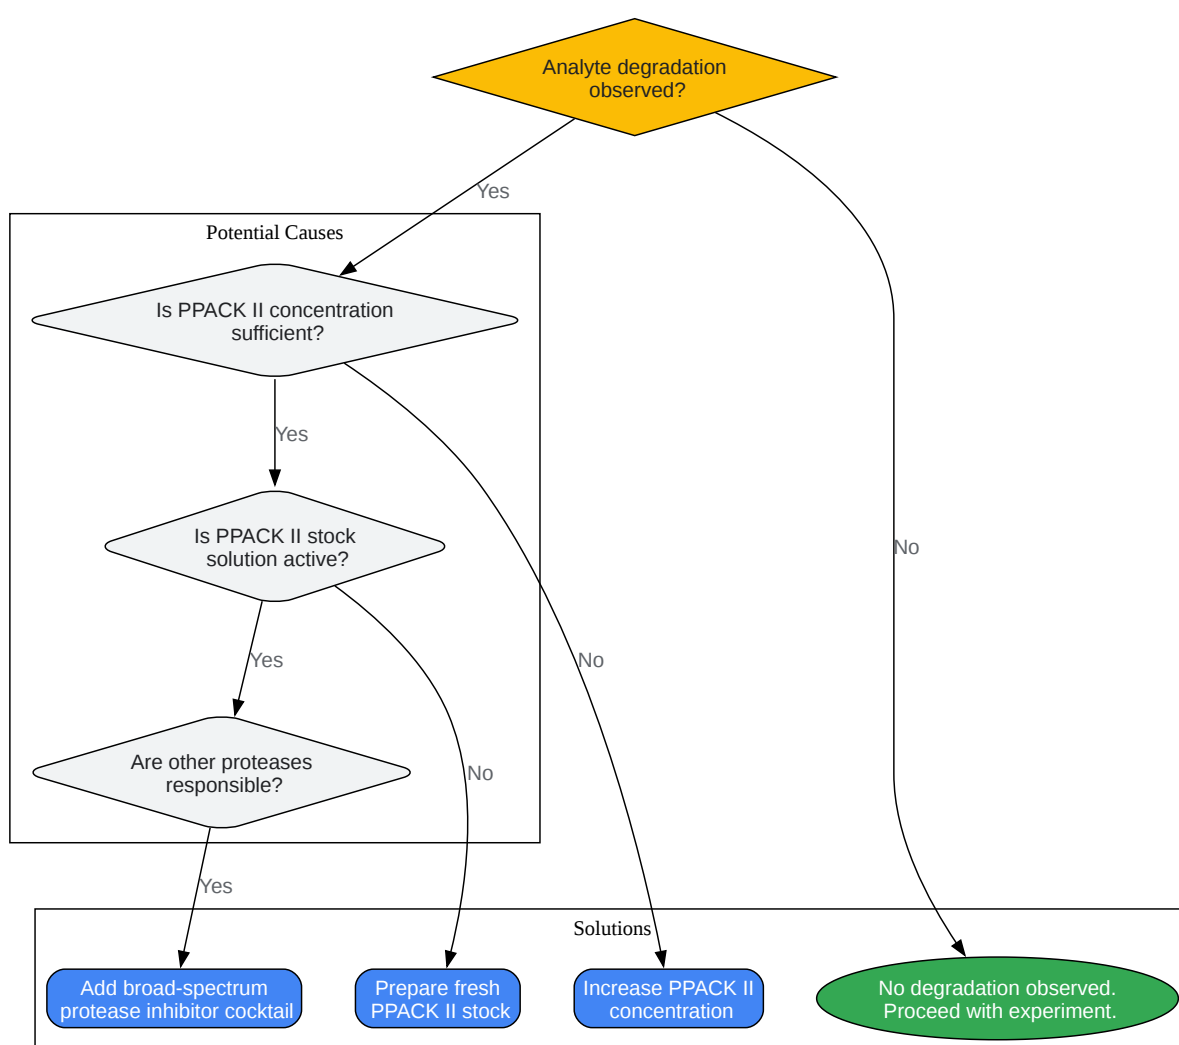 Analyte degradation
observed?
Yes
Potential Causes
Is PPACK II concentration
sufficient?
Yes
Is PPACK II stock
solution active?
No
Yes
No
Are other proteases
responsible?
No
Yes
Solutions
Add broad-spectrum
protease inhibitor cocktail
Prepare fresh
PPACK II stock
Increase PPACK II
concentration
No degradation observed.
Proceed with experiment.